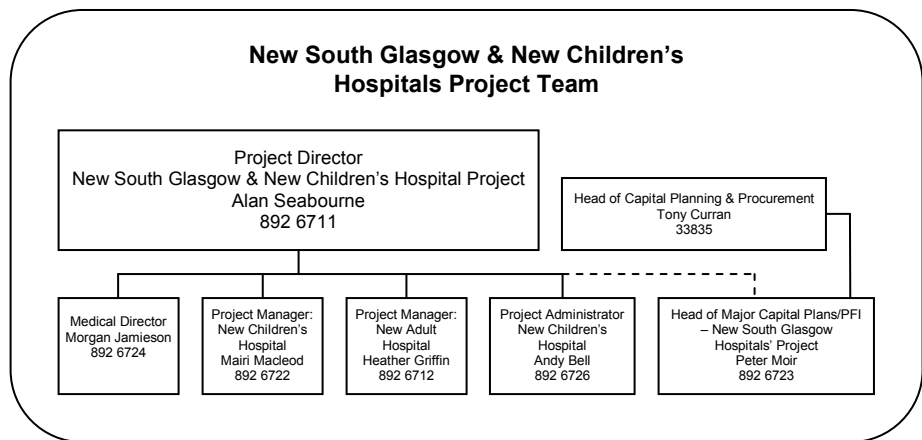 New South Glasgow & New Children's
Hospitals Project Team
Project Director
New South Glasgow & New Children's Hospital Project
Alan Seabourne
892 6711
Head of Capital Planning & Procurement
Tony Curran
33835
Medical Director
Morgan Jamieson
892 6724
Project Manager:
New Children's
Hospital
Mairi Macleod
892 6722
Project Manager:
New Adult
Hospital
Heather Griffin
892 6712
Project Administrator
New Children's
Hospital
Andy Bell
892 6726
Head of Major Capital Plans/PFI
– New South Glasgow
Hospitals' Project
Peter Moir
892 6723